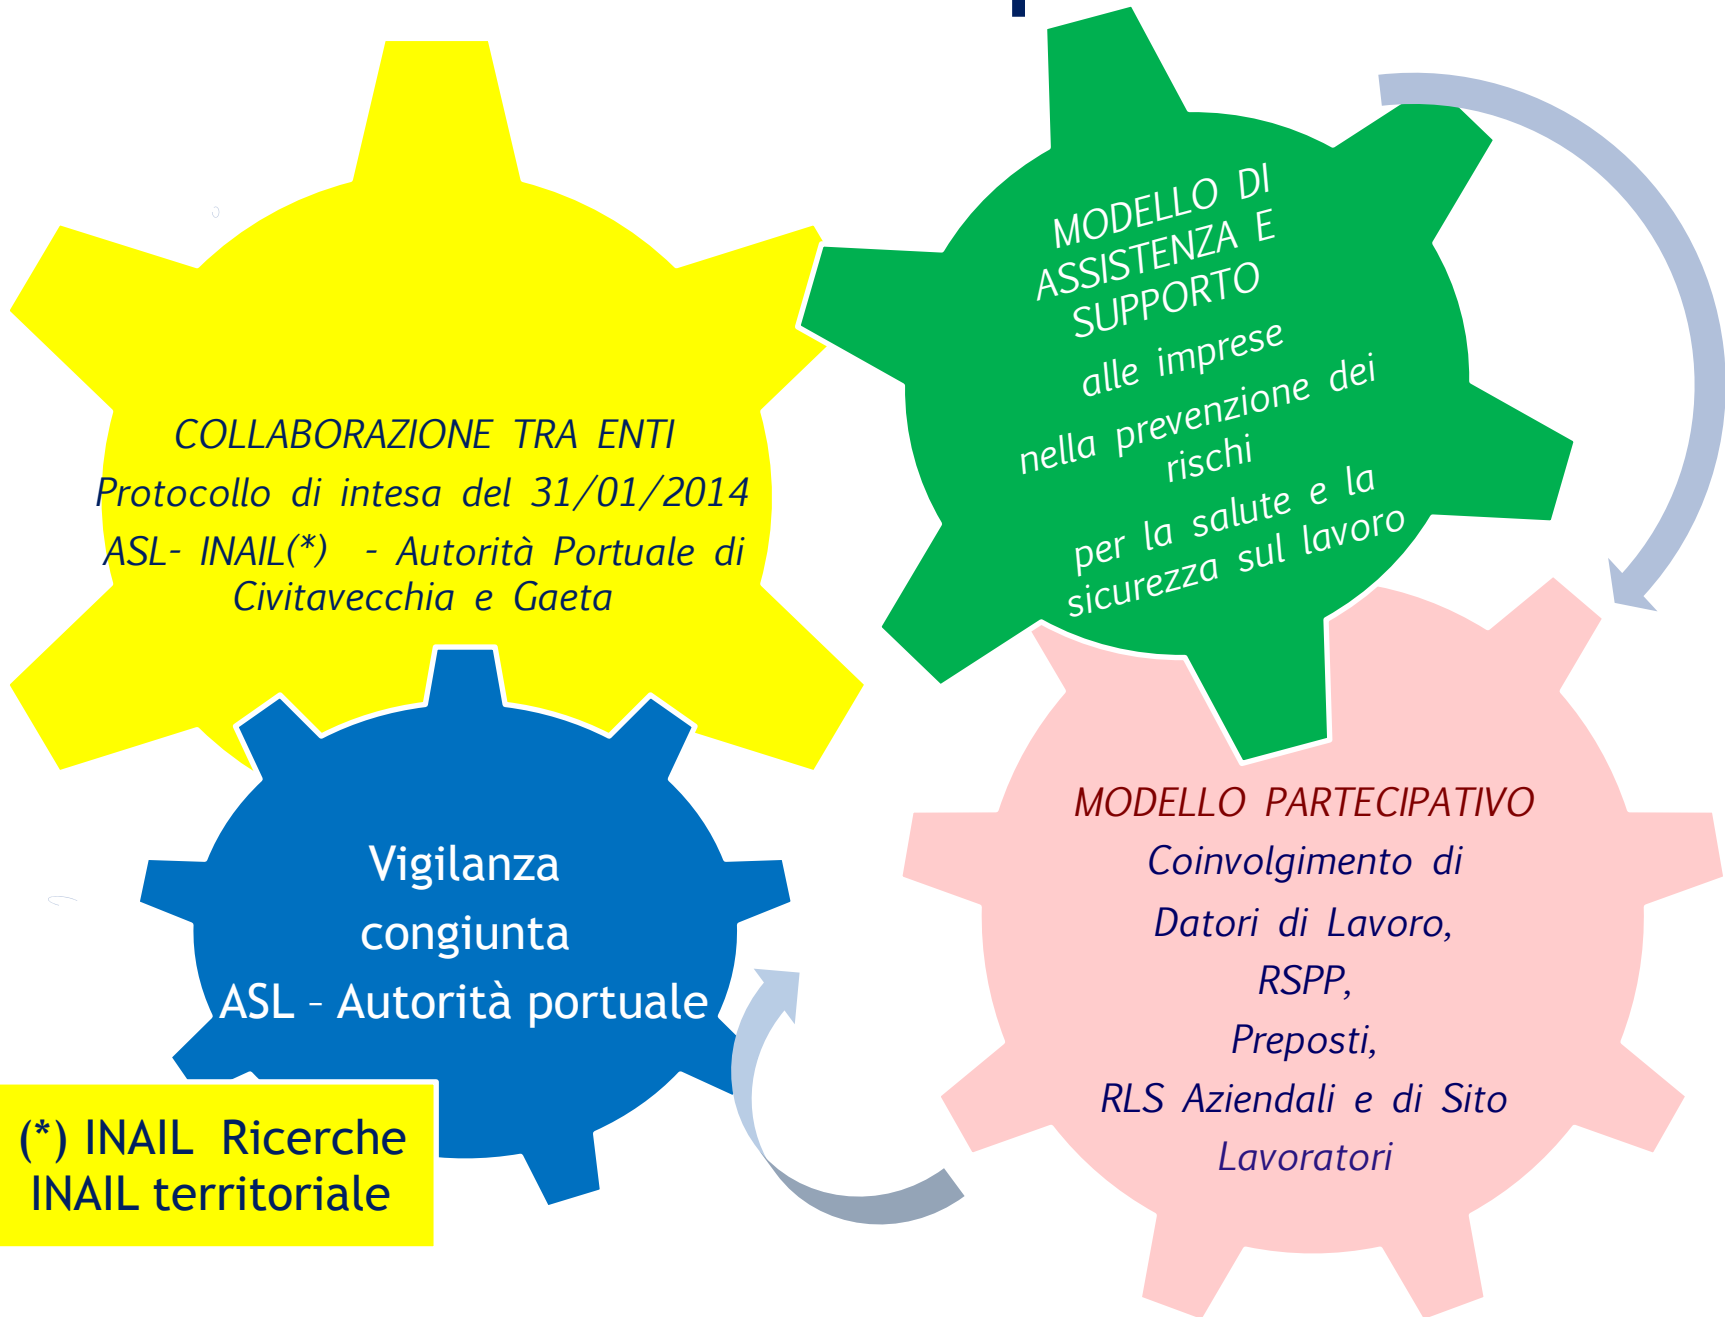 COLLABORAZIONE TRA ENTI
Protocollo di intesa del 31/01/2014
ASL- INAIL(*) - Autorità Portuale di
Civitavecchia e Gaeta
MODELLO DI
ASSISTENZA E
SUPPORTO
alle imprese
nella prevenzione dei
rischi
per la salute e la
sicurezza sul lavoro
Vigilanza
congiunta
ASL – Autorità portuale
MODELLO PARTECIPATIVO
Coinvolgimento di
Datori di Lavoro,
RSPP,
Preposti,
RLS Aziendali e di Sito
Lavoratori
(*) INAIL Ricerche
INAIL territoriale